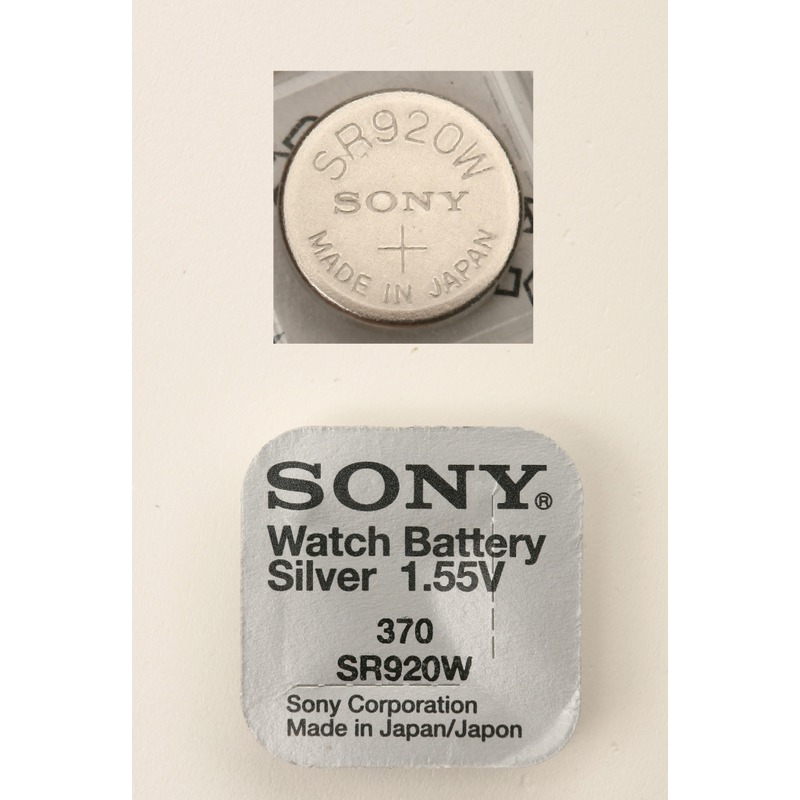 SR920W
SONY
+
MADE IN JAPAN
SONY®
Watch Battery
Silver 1.55V
370
SR920W
Sony Corporation
Made in Japan/Japon